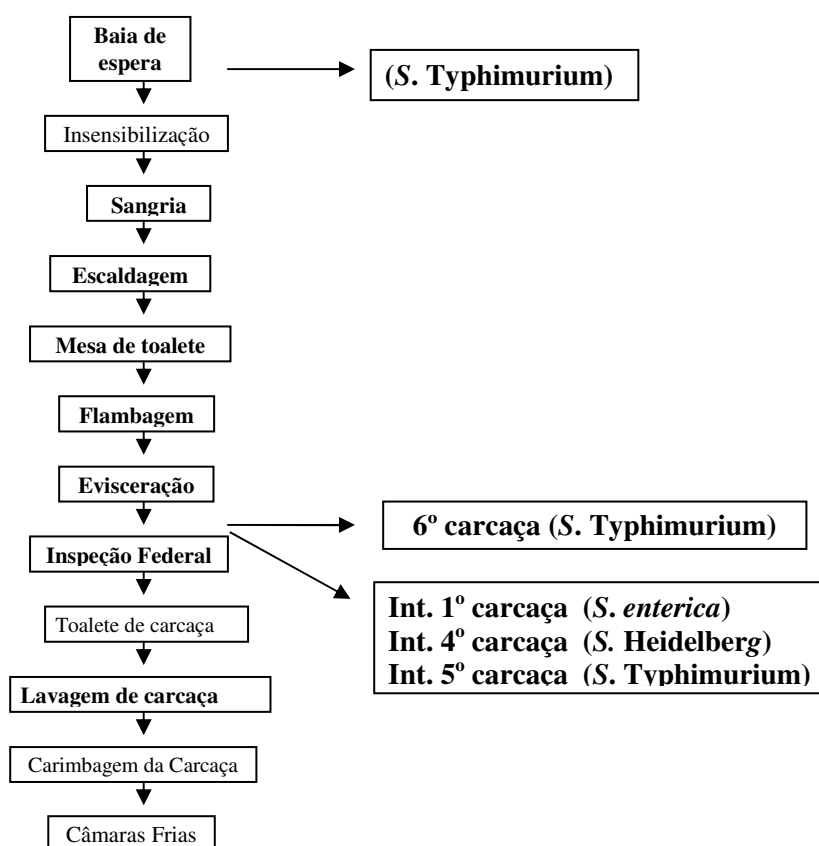 Baia de
espera
(S. Typhimurium)
Insensibilização
Sangria
Escaldagem
Mesa de toalete
Flambagem
Evisceração
6º carcaça (S. Typhimurium)
Inspeção Federal
Int. 1º carcaça (S. enterica)
Int. 4º carcaça (S. Heidelberg)
Int. 5º carcaça (S. Typhimurium)
Toalete de carcaça
Lavagem de carcaça
Carimbagem da Carcaça
Câmaras Frias